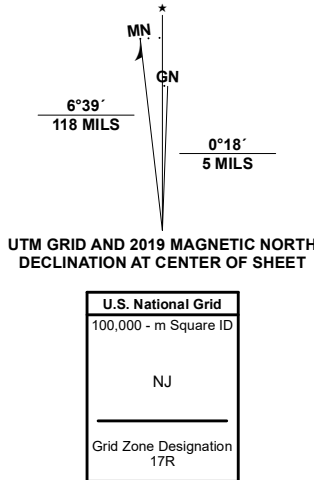 ★
MN
GN
6°39´
118 MILS
0°18´
5 MILS
UTM GRID AND 2019 MAGNETIC NORTH
DECLINATION AT CENTER OF SHEET
U.S. National Grid
100,000 - m Square ID
NJ
Grid Zone Designation
17R